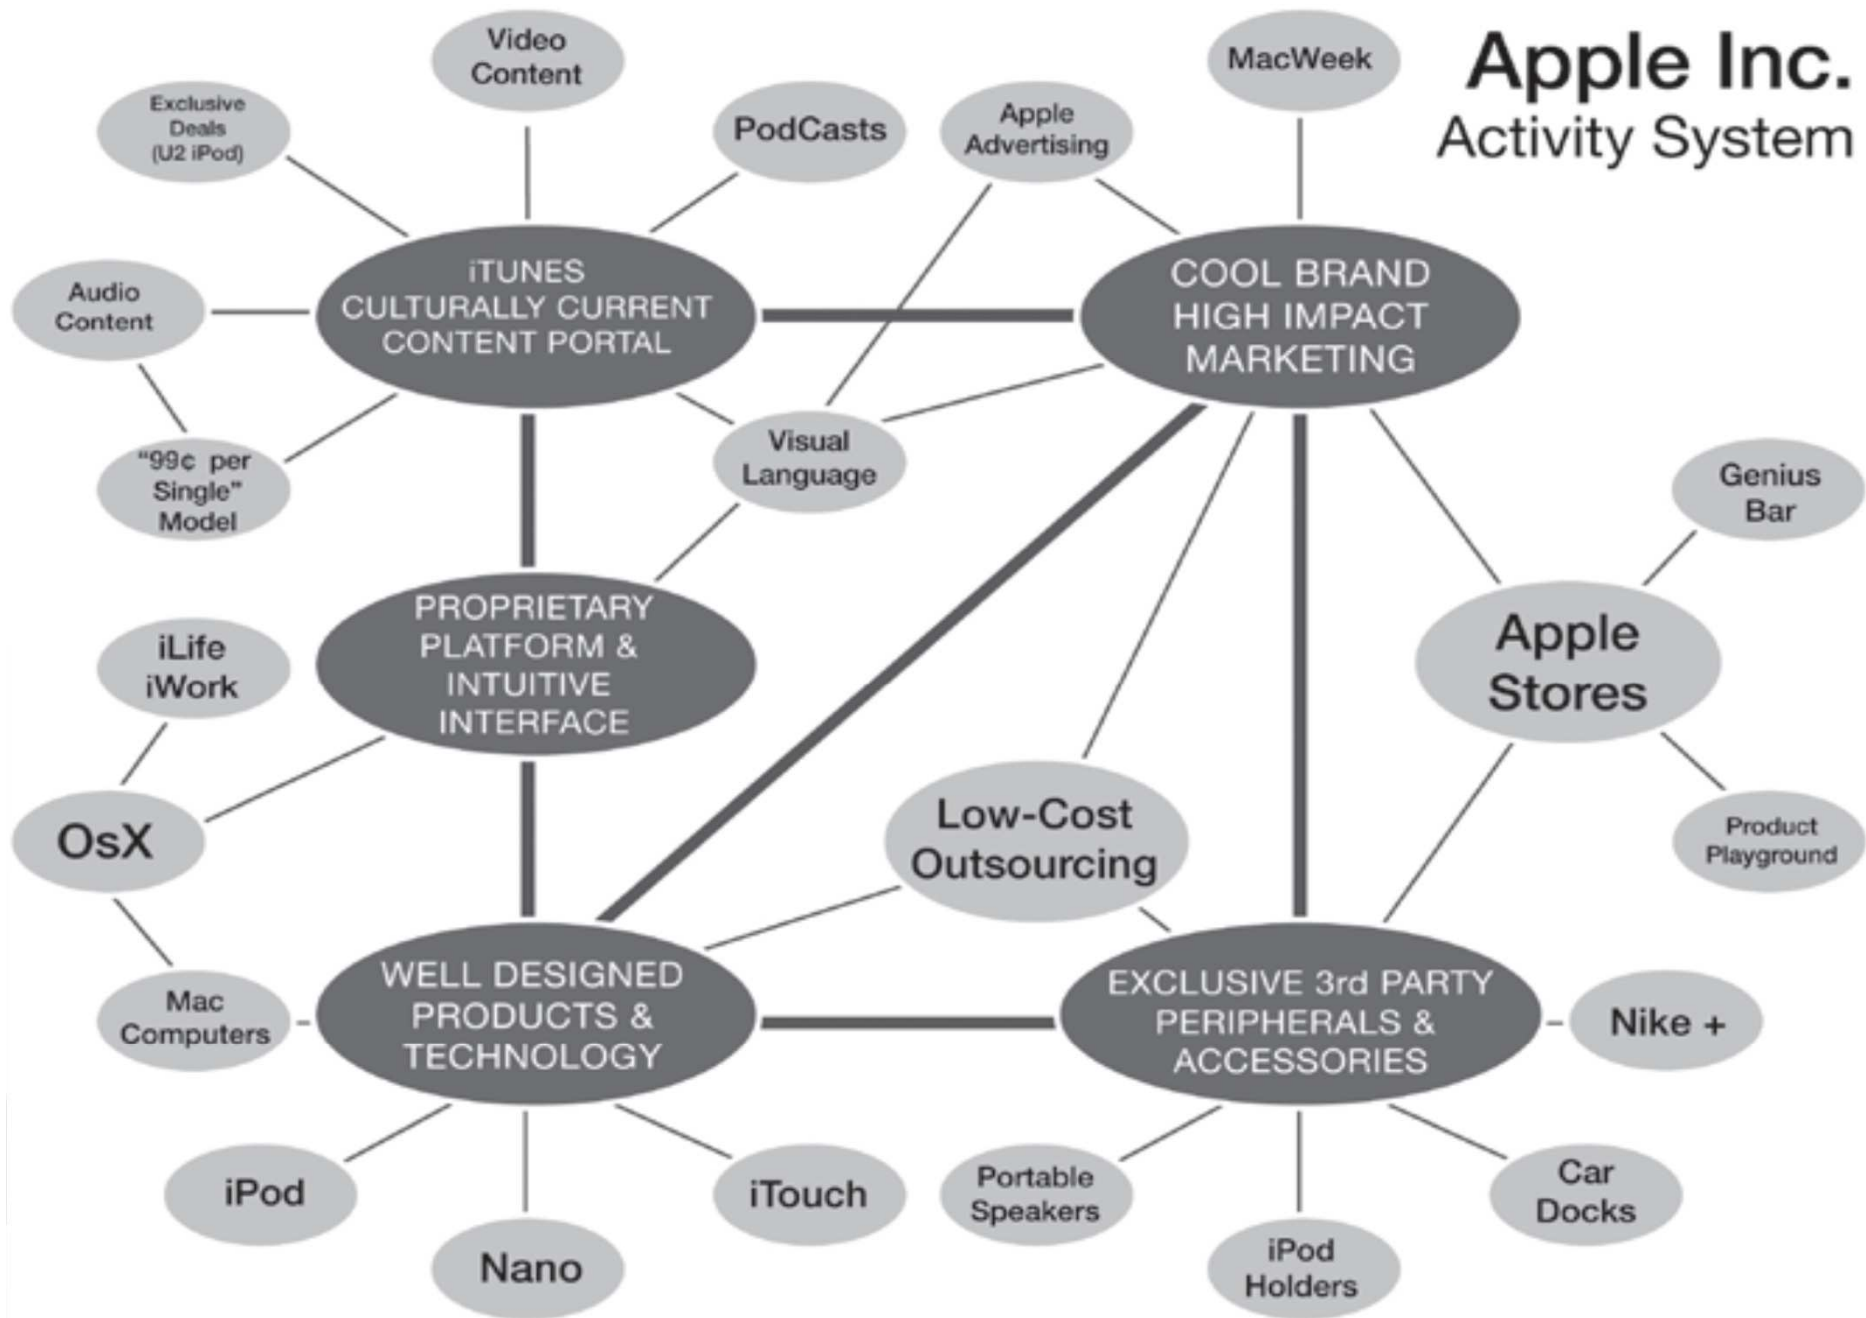 Apple Inc.
Activity System
Video
Content
MacWeek
Exclusive
Deals
(U2 iPod)
PodCasts
Apple
Advertising
Audio
Content
iTUNES
CULTURALLY CURRENT
CONTENT PORTAL
COOL BRAND
HIGH IMPACT
MARKETING
“99¢ per
Single”
Model
Visual
Language
Genius
Bar
iLife
iWork
PROPRIETARY
PLATFORM &
INTUITIVE
INTERFACE
Apple
Stores
OsX
Low-Cost
Outsourcing
Product
Playground
Mac
Computers
WELL DESIGNED
PRODUCTS &
TECHNOLOGY
EXCLUSIVE 3rd PARTY
PERIPHERALS &
ACCESSORIES
Nike +
iPod
Nano
iTouch
Portable
Speakers
iPod
Holders
Car
Docks